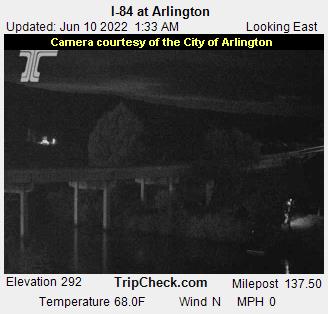 I-84 at Arlington
Updated: Jun 10 2022 1:33 AM Looking East
Camera courtesy of the City of Arlington
Elevation 292 TripCheck.com Milepost 137.50
Temperature 68.0F Wind N MPH 0